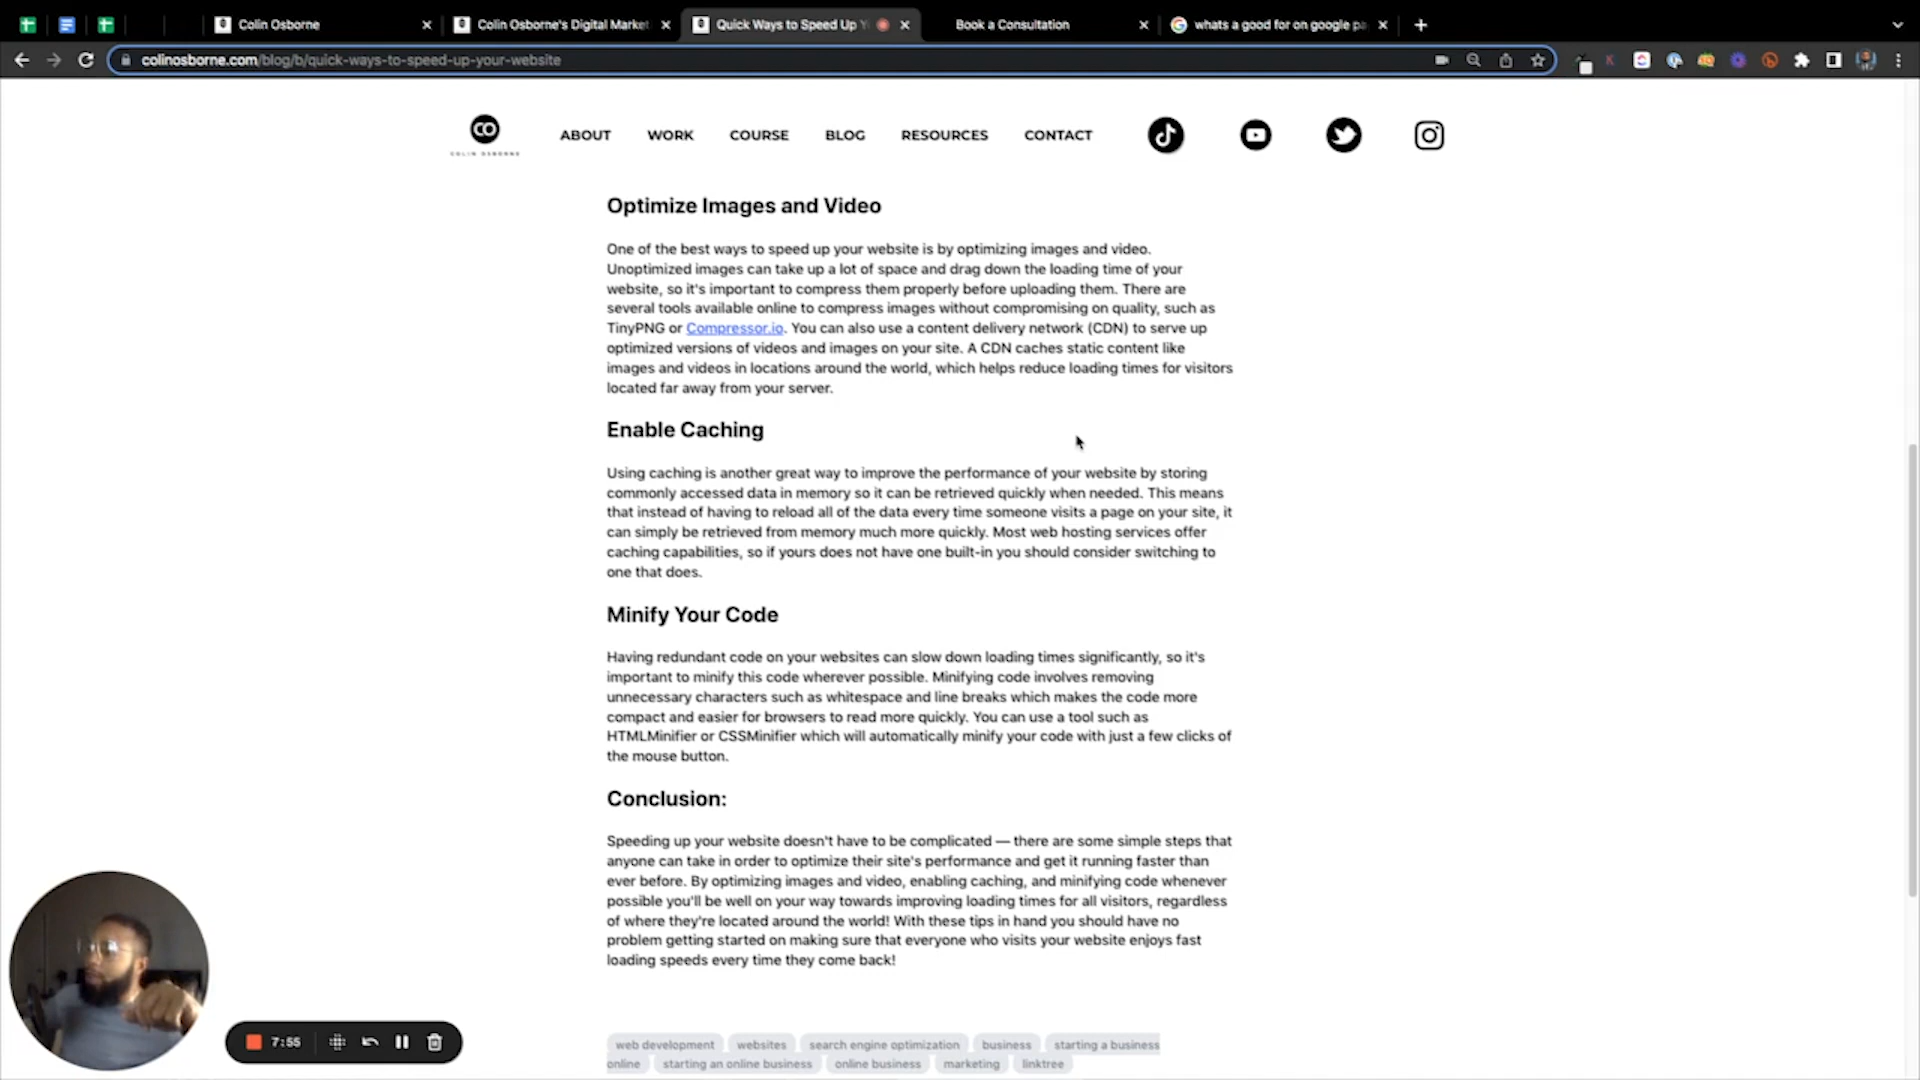 Colin Osborne
Colin Osborne's Digital Market
Quick Ways to Speed Up Y
Book a Consultation
whats a good for on google pa
colinosborne.com/blog/b/quick-ways-to-speed-up-your-website
CO
COLIN OSBORNE
ABOUT
WORK
COURSE
BLOG
RESOURCES
CONTACT
Optimize Images and Video
One of the best ways to speed up your website is by optimizing images and video.
Unoptimized images can take up a lot of space and drag down the loading time of your
website, so it's important to compress them properly before uploading them. There are
several tools available online to compress images without compromising on quality, such as
TinyPNG or Compressor.io. You can also use a content delivery network (CDN) to serve up
optimized versions of videos and images on your site. A CDN caches static content like
images and videos in locations around the world, which helps reduce loading times for visitors
located far away from your server.
Enable Caching
Using caching is another great way to improve the performance of your website by storing
commonly accessed data in memory so it can be retrieved quickly when needed. This means
that instead of having to reload all of the data every time someone visits a page on your site, it
can simply be retrieved from memory much more quickly. Most web hosting services offer
caching capabilities, so if yours does not have one built-in you should consider switching to
one that does.
Minify Your Code
Having redundant code on your websites can slow down loading times significantly, so it's
important to minify this code wherever possible. Minifying code involves removing
unnecessary characters such as whitespace and line breaks which makes the code more
compact and easier for browsers to read more quickly. You can use a tool such as
HTMLMinifier or CSSMinifier which will automatically minify your code with just a few clicks of
the mouse button.
Conclusion:
Speeding up your website doesn't have to be complicated — there are some simple steps that
anyone can take in order to optimize their site's performance and get it running faster than
ever before. By optimizing images and video, enabling caching, and minifying code whenever
possible you'll be well on your way towards improving loading times for all visitors, regardless
of where they're located around the world! With these tips in hand you should have no
problem getting started on making sure that everyone who visits your website enjoys fast
loading speeds every time they come back!
7:55
web development websites search engine optimization business starting a business
online starting an online business online business marketing linktree